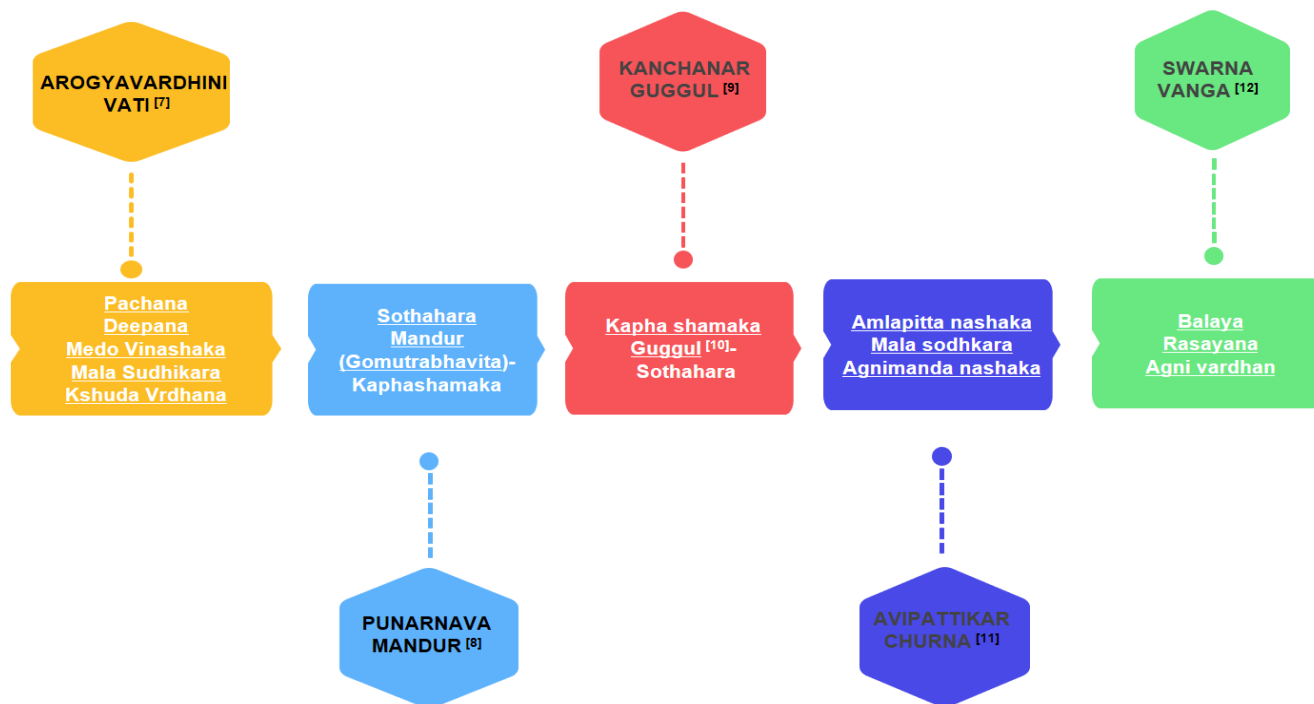 AROGYAVARDHINI
VATI [7]
KANCHANAR
GUGGUL [9]
SWARNA
VANGA [12]
Pachana
Deepana
Medo Vinashaka
Mala Sudhikara
Kshuda Vrdhana
Sothahara
Mandur
(Gomutrabhavita)-
Kaphashamaka
Kapha shamaka
Guggul [10]-
Sothahara
Amlapitta nashaka
Mala sodhkara
Agnimanda nashaka
Balaya
Rasayana
Agni vardhan
PUNARNAVA
MANDUR [8]
AVIPATTIKAR
CHURNA [11]